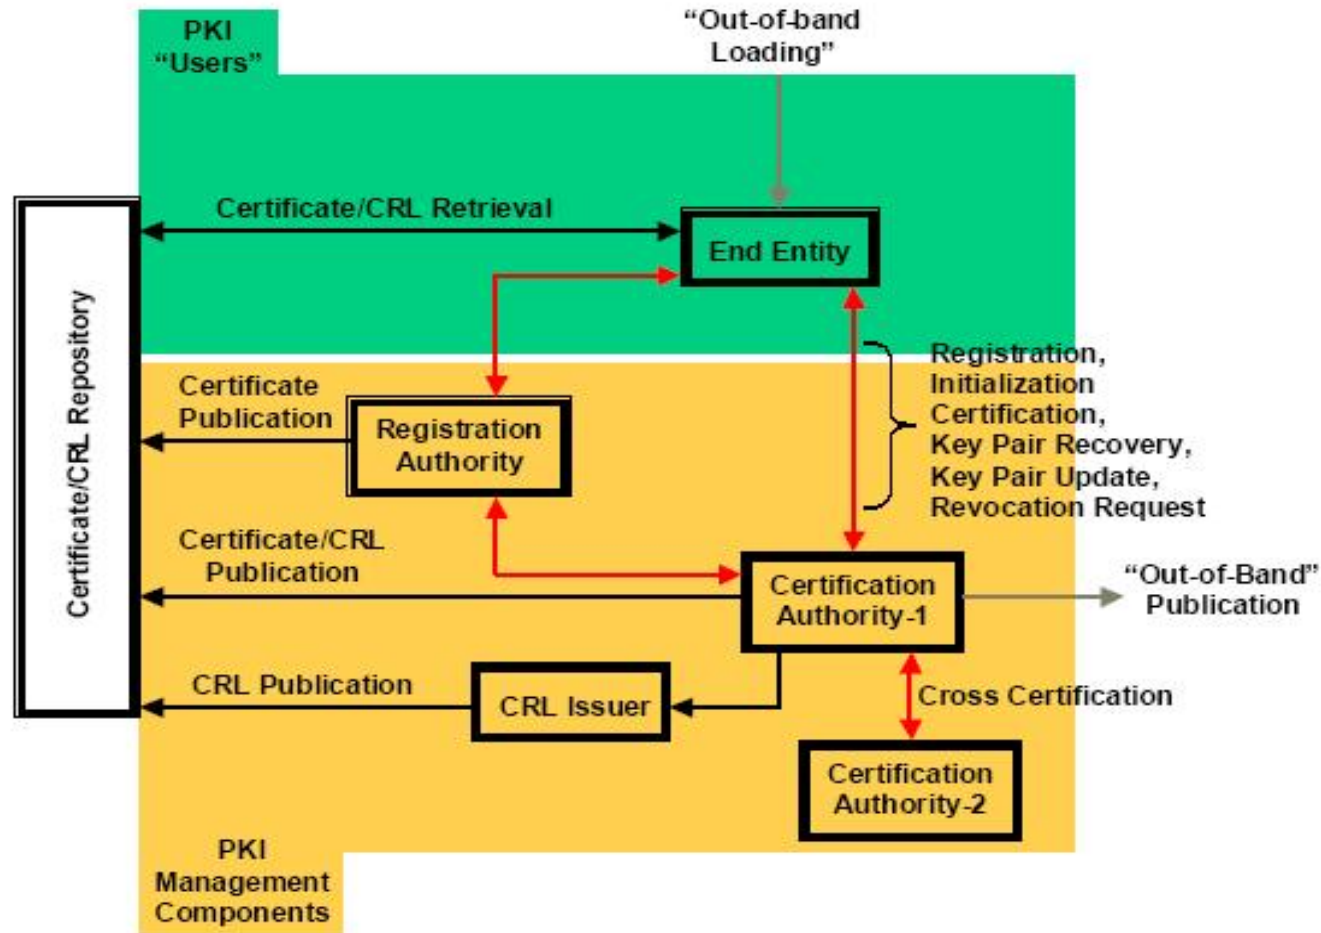 PKI
“Users”
“Out-of-band
Loading”
Certificate/CRL Retrieval
End Entity
Certificate/CRL Repository
Registration,
Initialization
Certification,
Key Pair Recovery,
Key Pair Update,
Revocation Request
Certificate
Publication
Registration
Authority
Certificate/CRL
Publication
Certification
Authority-1
“Out-of-Band”
Publication
CRL Publication
CRL Issuer
Cross Certification
Certification
Authority-2
PKI
Management
Components